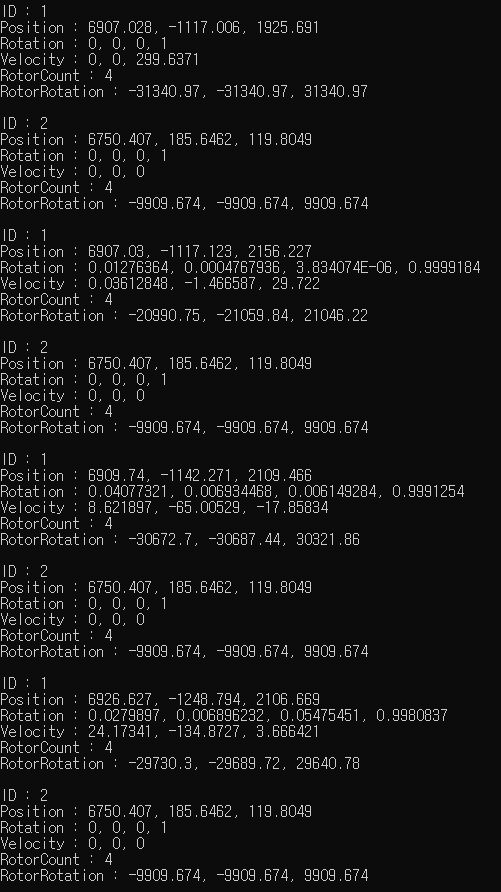 ID : 1
Position : 6907.028, -1117.006, 1925.691
Rotation : 0, 0, 0, 1
Velocity : 0, 0, 299.6371
RotorCount : 4
RotorRotation : -31340.97, -31340.97, 31340.97
ID : 2
Position : 6750.407, 185.6462, 119.8049
Rotation : 0, 0, 0, 1
Velocity : 0, 0, 0
RotorCount : 4
RotorRotation : -9909.674, -9909.674, 9909.674
ID : 1
Position : 6907.03, -1117.123, 2156.227
Rotation : 0.01276364, 0.0004767936, 3.834074E-06, 0.9999184
Velocity : 0.03612848, -1.466587, 29.722
RotorCount : 4
RotorRotation : -20990.75, -21059.84, 21046.22
ID : 2
Position : 6750.407, 185.6462, 119.8049
Rotation : 0, 0, 0, 1
Velocity : 0, 0, 0
RotorCount : 4
RotorRotation : -9909.674, -9909.674, 9909.674
ID : 1
Position : 6909.74, -1142.271, 2109.466
Rotation : 0.04077321, 0.006934468, 0.006149284, 0.9991254
Velocity : 8.621897, -65.00529, -17.85834
RotorCount : 4
RotorRotation : -30672.7, -30687.44, 30321.86
ID : 2
Position : 6750.407, 185.6462, 119.8049
Rotation : 0, 0, 0, 1
Velocity : 0, 0, 0
RotorCount : 4
RotorRotation : -9909.674, -9909.674, 9909.674
ID : 1
Position : 6926.627, -1248.794, 2106.669
Rotation : 0.0279897, 0.006896232, 0.05475451, 0.9980837
Velocity : 24.17341, -134.8727, 3.666421
RotorCount : 4
RotorRotation : -29730.3, -29689.72, 29640.78
ID : 2
Position : 6750.407, 185.6462, 119.8049
Rotation : 0, 0, 0, 1
Velocity : 0, 0, 0
RotorCount : 4
RotorRotation : -9909.674, -9909.674, 9909.674